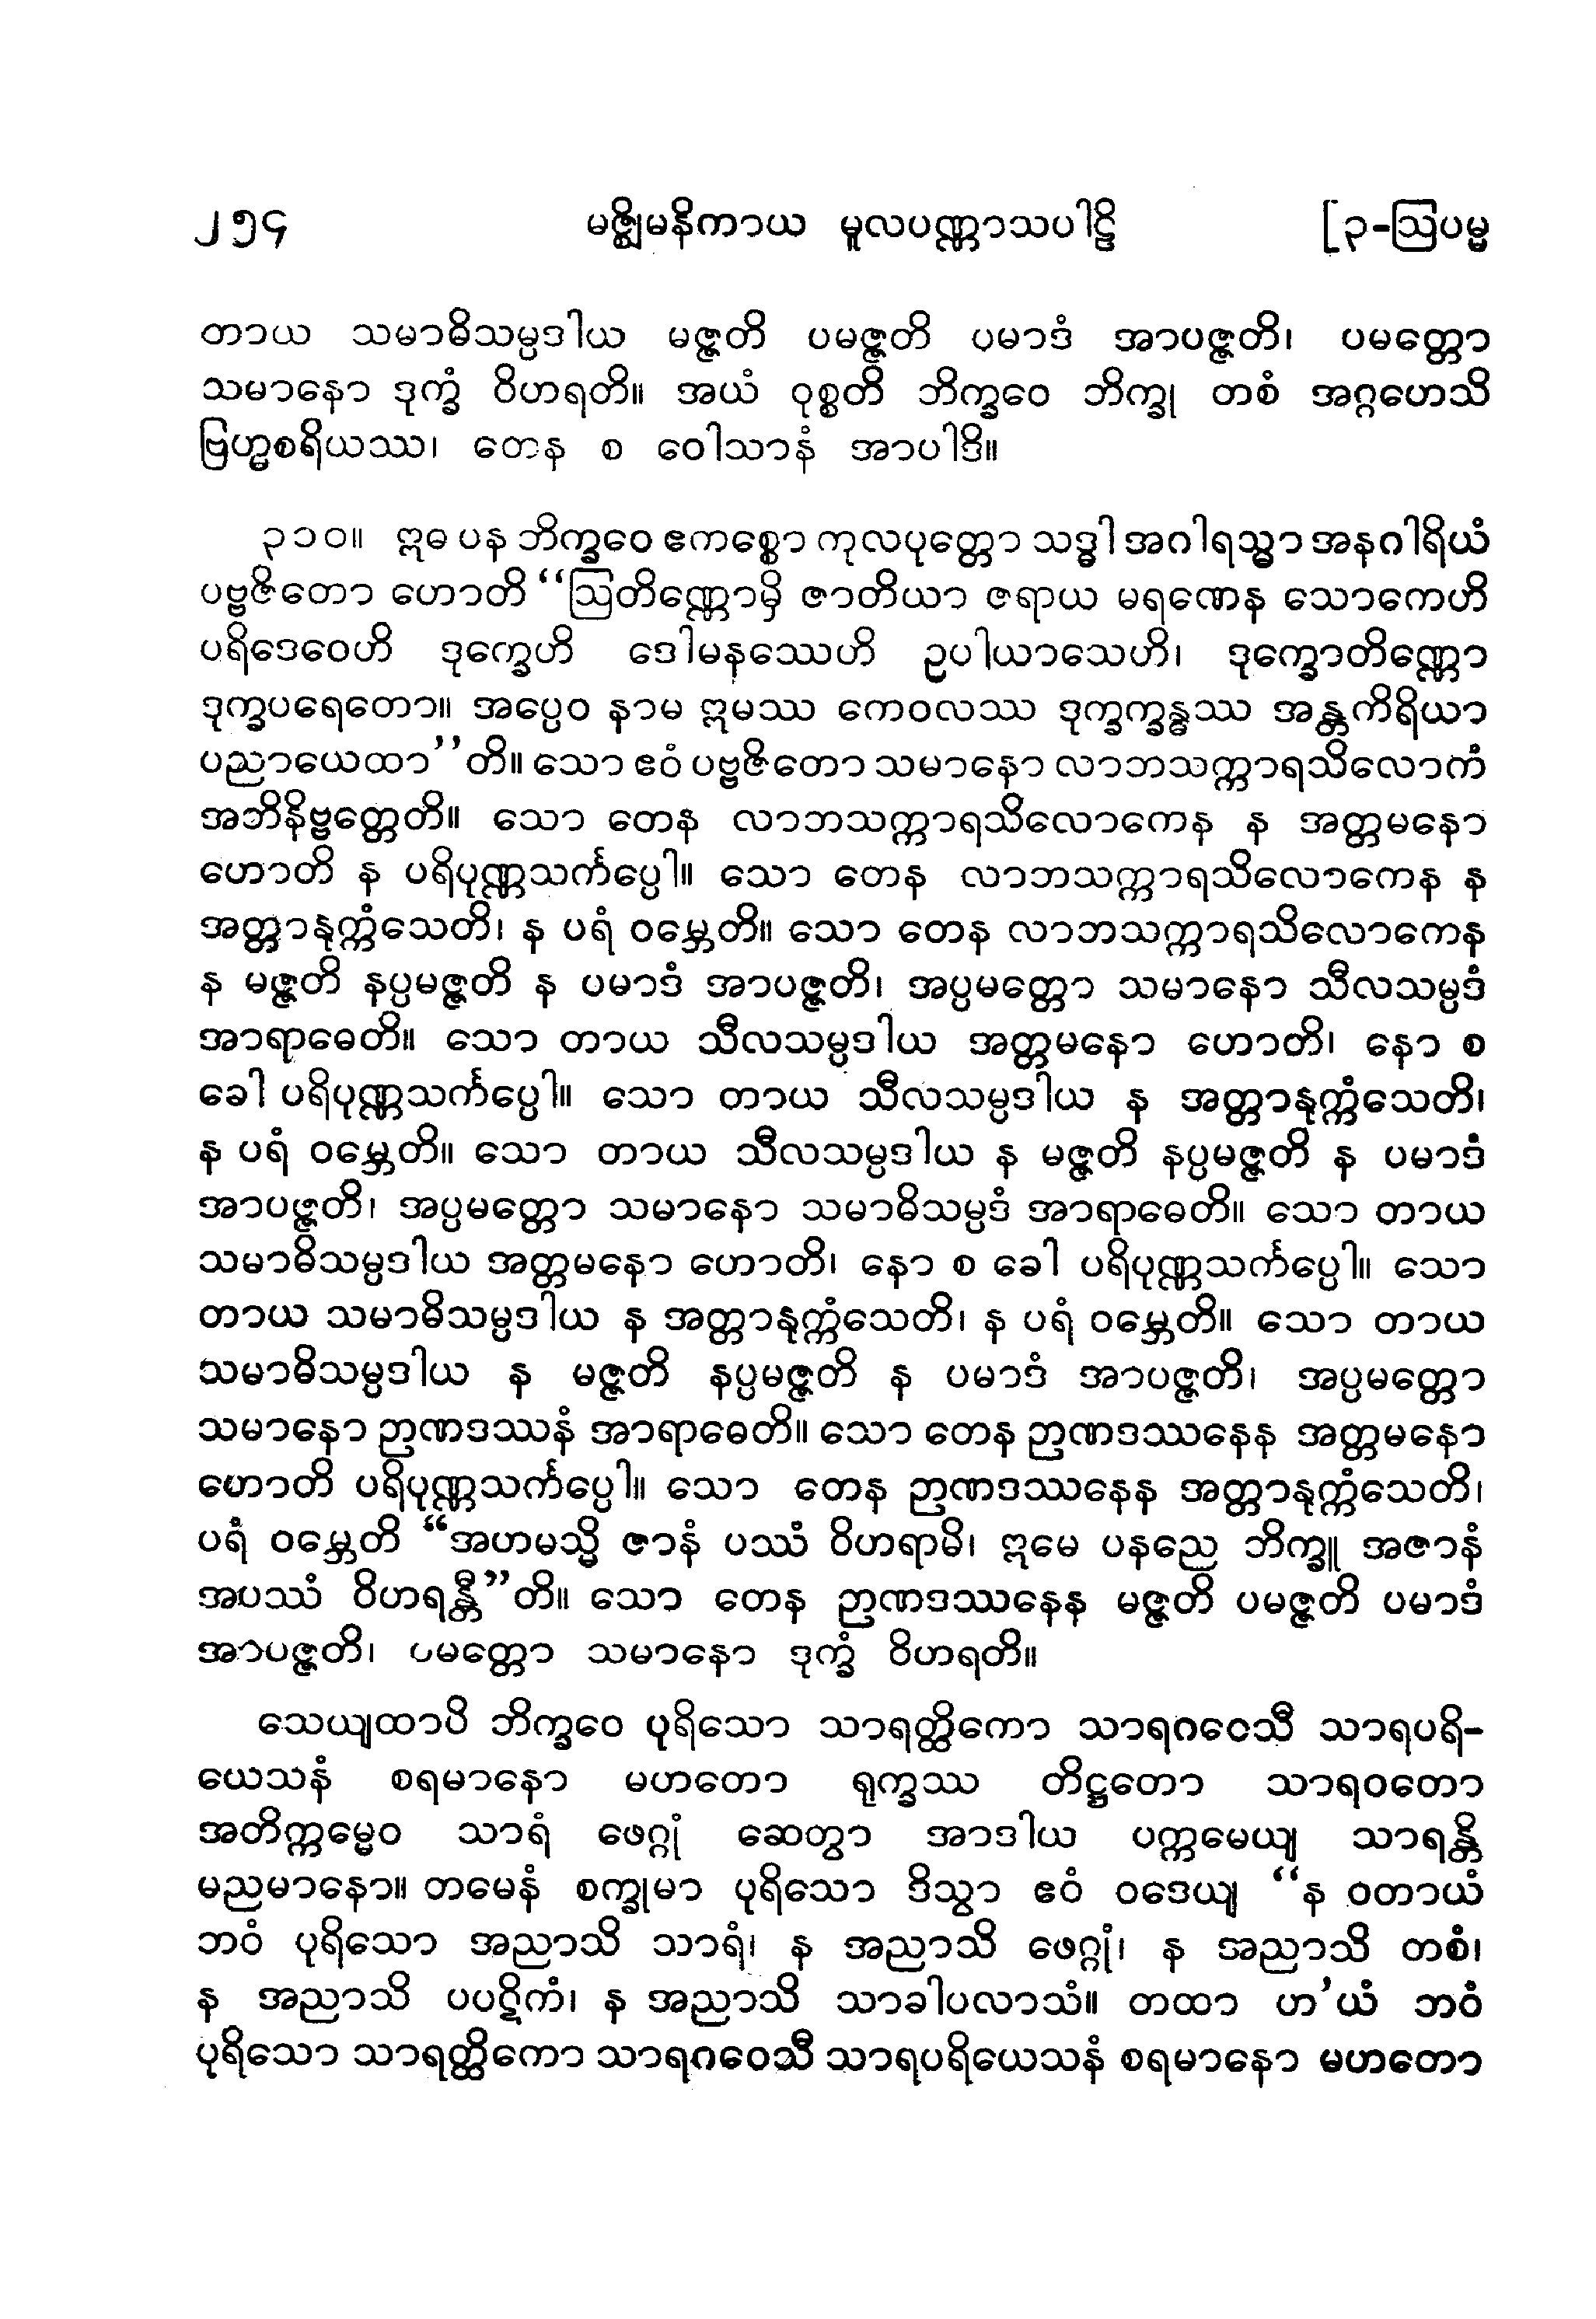 ၂၅၄ မဇ္ဈိမနိကာယ မူလပဏ္ဏာသပါဠိ [၃-ဩပမ္မ
တာယ သမာဓိသမ္ပဒါယ မဇ္ဇတိ ပမဇ္ဇတိ ပမာဒံ အာပဇ္ဇတိ၊ ပမတ္တော
သမာနော ဒုက္ခံ ဝိဟရတိ။ အယံ ဝုစ္စတိ ဘိက္ခဝေ ဘိက္ခု တစံ အဂ္ဂဟေသိ
ဗြဟ္မစရိယဿ၊ တေန စ ဝေါသာနံ အာပါဒိ။
၃၁၀။ ဣဓ ပန ဘိက္ခဝေ ဧကစ္စော ကုလပုတ္တော သဒ္ဓါ အဂါရသ္မာ အနဂါရိယံ
ပဗ္ဗဇိတော ဟောတိ “ဩတိဏ္ဏောမှိ ဇာတိယာ ဇရာယ မရဏေန သောကေဟိ
ပရိဒေဝေဟိ ဒုက္ခေဟိ ဒေါမနဿေဟိ ဥပါယာသေဟိ၊ ဒုက္ခောတိဏ္ဏော
ဒုက္ခပရေတော။ အပ္ပေဝ နာမ ဣမဿ ကေဝလဿ ဒုက္ခက္ခန္ဓဿ အန္တကိရိယာ
ပညာယေထာ”တိ။ သော ဧဝံ ပဗ္ဗဇိတော သမာနော လာဘသက္ကာရသိလောကံ
အဘိနိဗ္ဗတ္တေတိ။ သော တေန လာဘသက္ကာရသိလောကေန န အတ္တမနော
ဟောတိ န ပရိပုဏ္ဏသင်္ကပ္ပေါ။ သော တေန လာဘသက္ကာရသိလောကေန န
အတ္တာနုက္ကံသေတိ၊ န ပရံ ဝမ္ဘေတိ။ သော တေန လာဘသက္ကာရသိလောကေန
န မဇ္ဇတိ နပ္ပမဇ္ဇတိ န ပမာဒံ အာပဇ္ဇတိ၊ အပ္ပမတ္တော သမာနော သီလသမ္ပဒံ
အာရာဓေတိ။ သော တာယ သီလသမ္ပဒါယ အတ္တမနော ဟောတိ၊ နော စ
ခေါ ပရိပုဏ္ဏသင်္ကပ္ပေါ။ သော တာယ သီလသမ္ပဒါယ န အတ္တာနုက္ကံသေတိ၊
န ပရံ ဝမ္ဘေတိ။ သော တာယ သီလသမ္ပဒါယ န မဇ္ဇတိ နပ္ပမဇ္ဇတိ န ပမာဒံ
အာပဇ္ဇတိ၊ အပ္ပမတ္တော သမာနော သမာဓိသမ္ပဒံ အာရာဓေတိ။ သော တာယ
သမာဓိသမ္ပဒါယ အတ္တမနော ဟောတိ၊ နော စ ခေါ ပရိပုဏ္ဏသင်္ကပ္ပေါ။ သော
တာယ သမာဓိသမ္ပဒါယ န အတ္တာနုက္ကံသေတိ၊ န ပရံ ဝမ္ဘေတိ။ သော တာယ
သမာဓိသမ္ပဒါယ န မဇ္ဇတိ နပ္ပမဇ္ဇတိ န ပမာဒံ အာပဇ္ဇတိ၊ အပ္ပမတ္တော
သမာနော ဉာဏဒဿနံ အာရာဓေတိ။ သော တေန ဉာဏဒဿနေန အတ္တမနော
ဟောတိ ပရိပုဏ္ဏသင်္ကပ္ပေါ။ သော တေန ဉာဏဒဿနေန အတ္တာနုက္ကံသေတိ၊
ပရံ ဝမ္ဘေတိ “အဟမသ္မိ ဇာနံ ပဿံ ဝိဟရာမိ၊ ဣမေ ပနညေ ဘိက္ခူ အဇာနံ
အပဿံ ဝိဟရန္တီ”တိ။ သော တေန ဉာဏဒဿနေန မဇ္ဇတိ ပမဇ္ဇတိ ပမာဒံ
အာပဇ္ဇတိ၊ ပမတ္တော သမာနော ဒုက္ခံ ဝိဟရတိ။
သေယျထာပိ ဘိက္ခဝေ ပုရိသော သာရတ္ထိကော သာရဂဝေသီ သာရပရိ-
ယေသနံ စရမာနော မဟတော ရုက္ခဿ တိဋ္ဌတော သာရဝတော
အတိက္ကမ္မေဝ သာရံ ဖေဂ္ဂုံ ဆေတွာ အာဒါယ ပက္ကမေယျ သာရန္တိ
မညမာနော။ တမေနံ စက္ခုမာ ပုရိသော ဒိသွာ ဧဝံ ဝဒေယျ “န ဝတာယံ
ဘဝံ ပုရိသော အညာသိ သာရံ၊ န အညာသိ ဖေဂ္ဂုံ၊ န အညာသိ တစံ၊
န အညာသိ ပပဋိကံ၊ န အညာသိ သာခါပလာသံ။ တထာ ဟ’ယံ ဘဝံ
ပုရိသော သာရတ္ထိကော သာရဂဝေသီ သာရပရိယေသနံ စရမာနော မဟတော